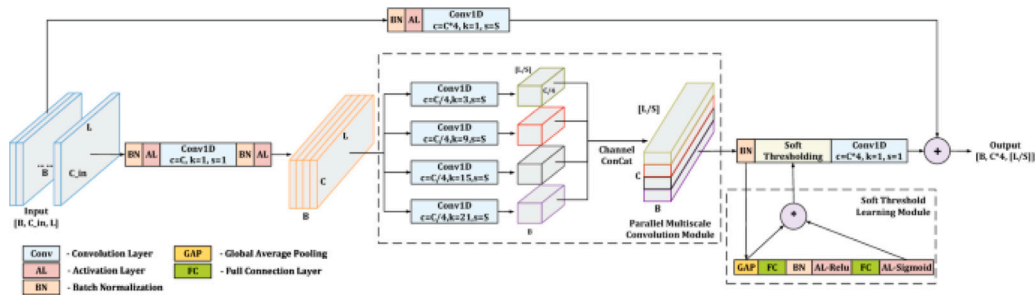 BN AL Conv1D
c=C*4, k=1, s=S
L
... ...
B
C_in
Input
[B, C_in, L]
BN AL Conv1D BN AL
c=C, k=1, s=1
L
C
B
Conv1D
c=C/4,k=3,s=S
Conv1D
c=C/4,k=9,s=S
Conv1D
c=C/4,k=15,s=S
Conv1D
c=C/4,k=21,s=S
[L/S]
C/4
B
Channel
ConCat
[L/S]
C
B
Parallel Multiscale
Convolution Module
BN Soft Conv1D
Thresholding c=C*4, k=1, s=1
+
Output
[B, C*4, [L/S]]
Soft Threshold
Learning Module
*
GAP FC BN AL-Relu FC AL-Sigmoid
Conv - Convolution Layer
AL - Activation Layer
BN - Batch Normalization
GAP - Global Average Pooling
FC - Full Connection Layer